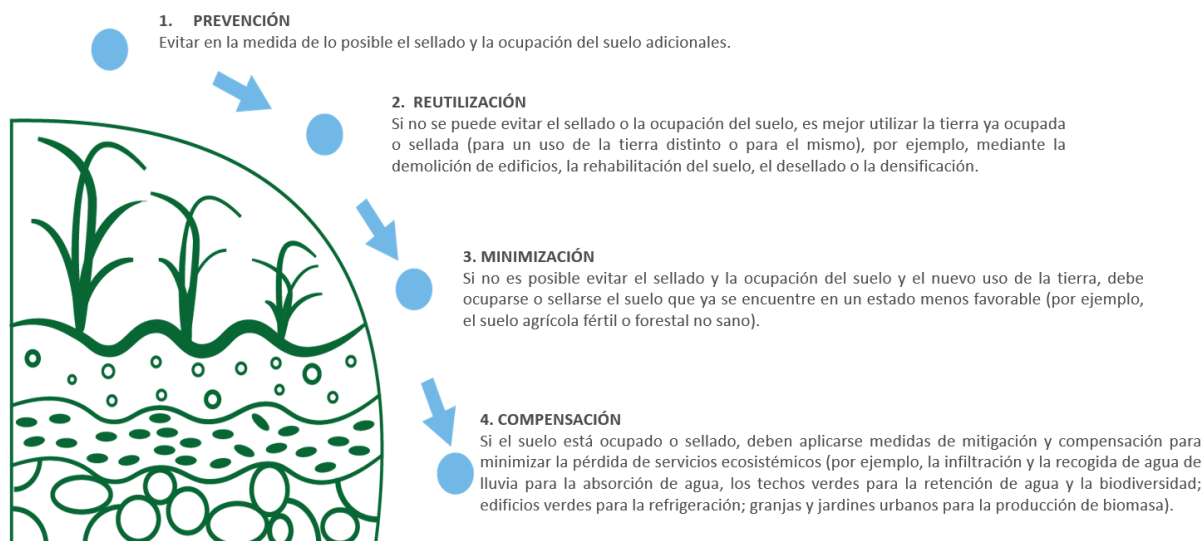 1. PREVENCIÓN
Evitar en la medida de lo posible el sellado y la ocupación del suelo adicionales.
2. REUTILIZACIÓN
Si no se puede evitar el sellado o la ocupación del suelo, es mejor utilizar la tierra ya ocupada
o sellada (para un uso de la tierra distinto o para el mismo), por ejemplo, mediante la
demolición de edificios, la rehabilitación del suelo, el desellado o la densificación.
3. MINIMIZACIÓN
Si no es posible evitar el sellado y la ocupación del suelo y el nuevo uso de la tierra, debe
ocuparse o sellarse el suelo que ya se encuentre en un estado menos favorable (por ejemplo,
el suelo agrícola fértil o forestal no sano).
4. COMPENSACIÓN
Si el suelo está ocupado o sellado, deben aplicarse medidas de mitigación y compensación para
minimizar la pérdida de servicios ecosistémicos (por ejemplo, la infiltración y la recogida de agua de
lluvia para la absorción de agua, los techos verdes para la retención de agua y la biodiversidad;
edificios verdes para la refrigeración; granjas y jardines urbanos para la producción de biomasa).